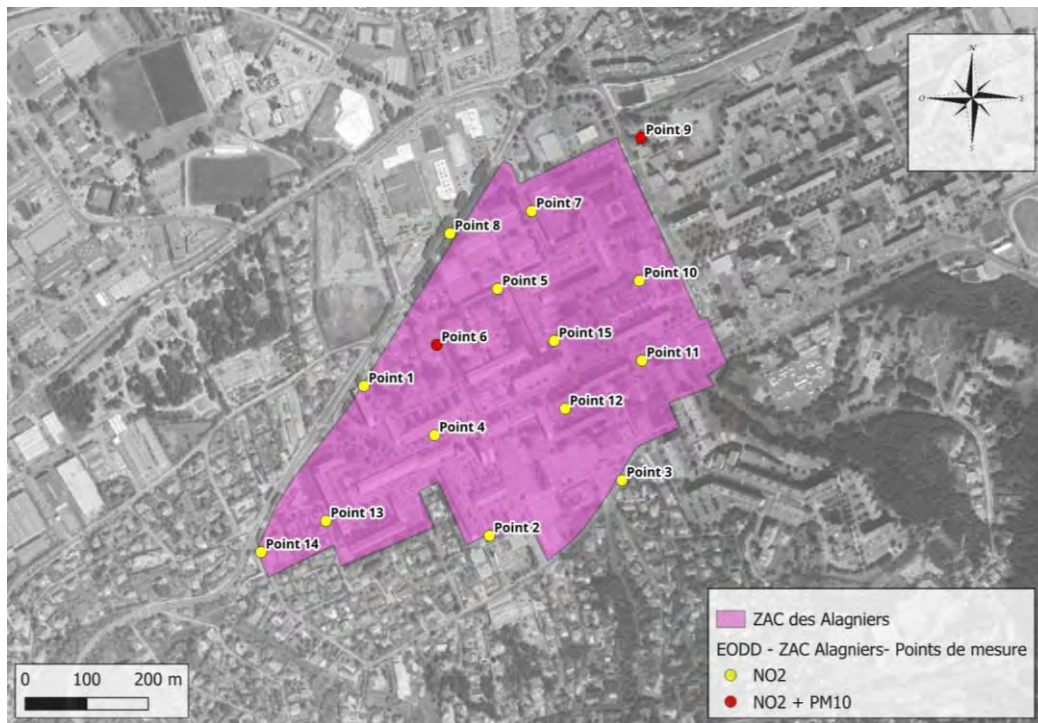 N
O
E
S
Point 9
Point 7
Point 8
Point 10
Point 5
Point 15
Point 6
Point 11
Point 1
Point 12
Point 4
Point 3
Point 13
Point 2
Point 14
ZAC des Alagniers
EODD - ZAC Alagniers- Points de mesure
NO2
NO2 + PM10
0 100 200 m